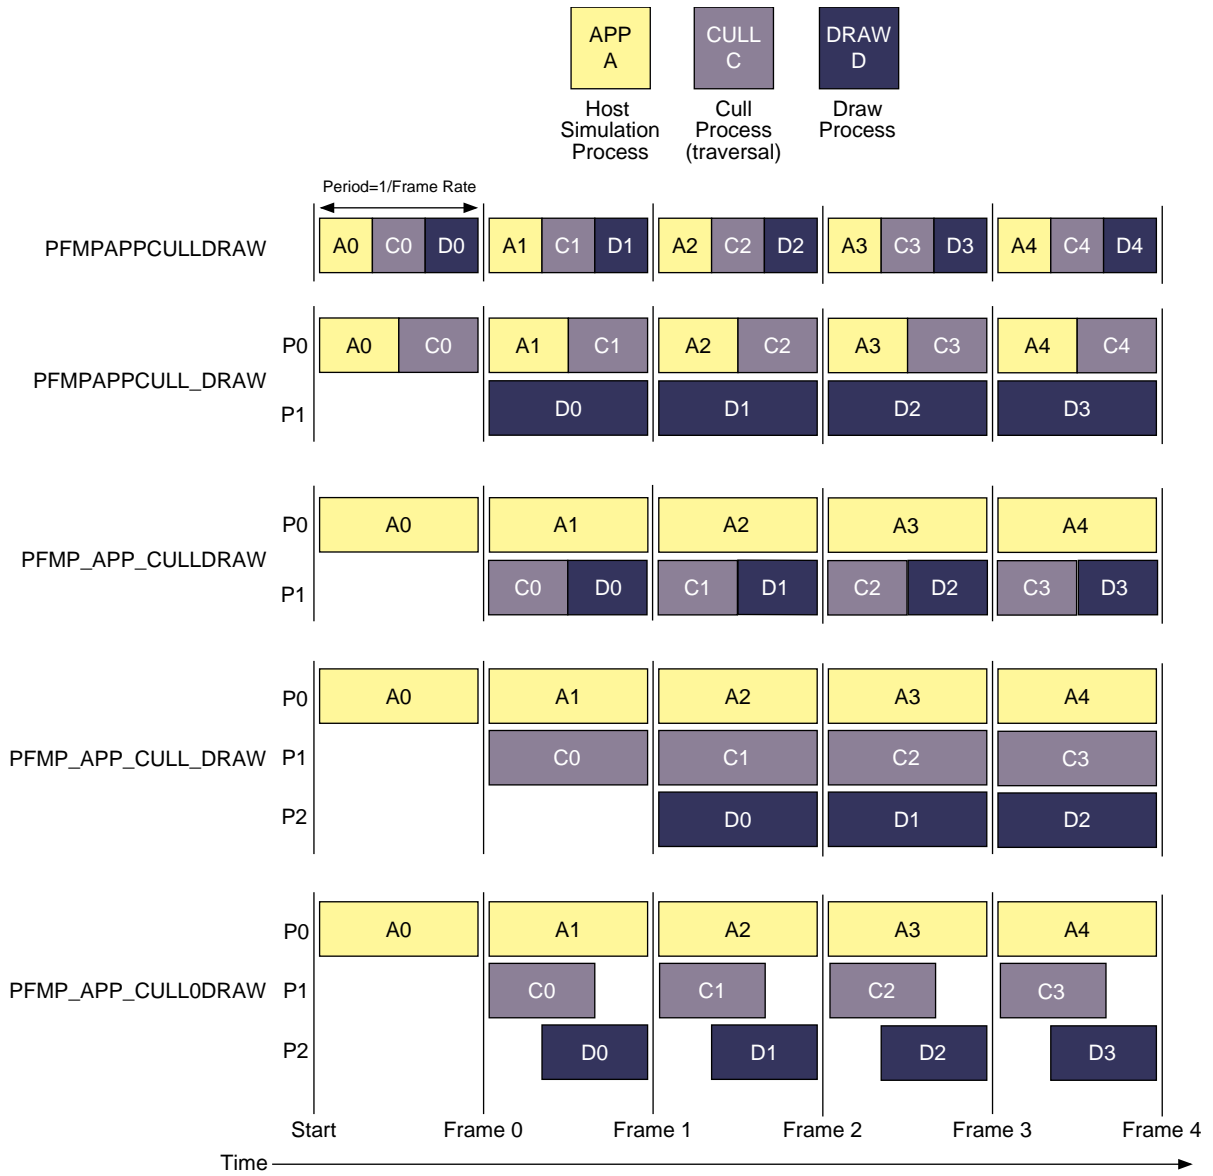 APP
A
CULL
C
DRAW
D
Host
Simulation
Process
Cull
Process
(traversal)
Draw
Process
Period=1/Frame Rate
PFMPAPPCULLDRAW
A0 C0 D0 A1 C1 D1 A2 C2 D2 A3 C3 D3 A4 C4 D4
PFMPAPPCULL_DRAW
P0 A0 C0 A1 C1 A2 C2 A3 C3 A4 C4
P1 D0 D1 D2 D3
PFMP_APP_CULLDRAW
P0 A0 A1 A2 A3 A4
P1 C0 D0 C1 D1 C2 D2 C3 D3
PFMP_APP_CULL_DRAW
P0 A0 A1 A2 A3 A4
P1 C0 C1 C2 C3
P2 D0 D1 D2
PFMP_APP_CULL0DRAW
P0 A0 A1 A2 A3 A4
P1 C0 C1 C2 C3
P2 D0 D1 D2 D3
Start Frame 0 Frame 1 Frame 2 Frame 3 Frame 4
Time